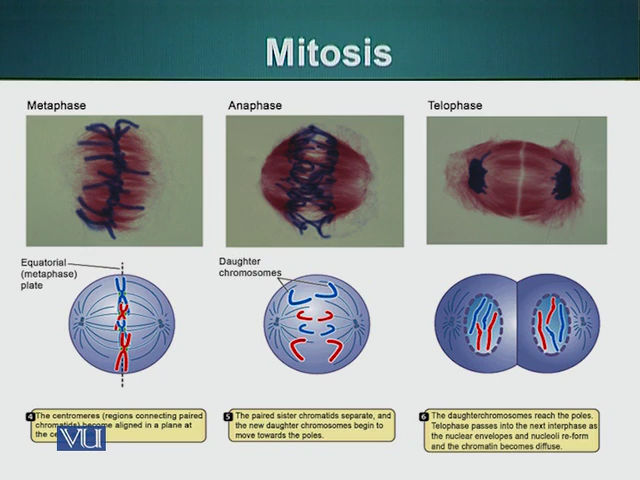 Mitosis
Metaphase
Anaphase
Telophase
Equatorial
(metaphase)
plate
Daughter
chromosomes
4 The centromeres (regions connecting paired
chromatids) become aligned in a plane at
the
VU
5 The paired sister chromatids separate, and
the new daughter chromosomes begin to
move towards the poles.
6 The daughterchromosomes reach the poles.
Telophase passes into the next interphase as
the nuclear envelopes and nucleoli re-form
and the chromatin becomes diffuse.